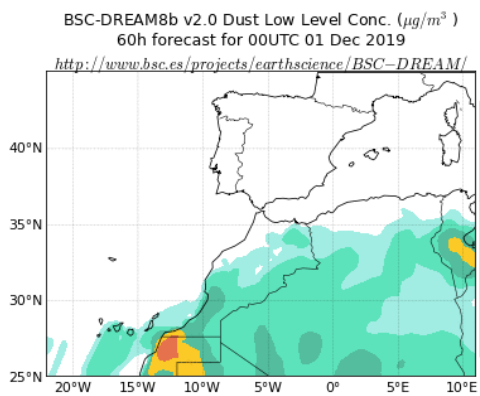 BSC-DREAM8b v2.0 Dust Low Level Conc. (μg/m³ )
60h forecast for 00UTC 01 Dec 2019
http://www.bsc.es/projects/earthscience/BSC−DREAM/
40°N
35°N
30°N
25°N
20°W 15°W 10°W 5°W 0° 5°E 10°E